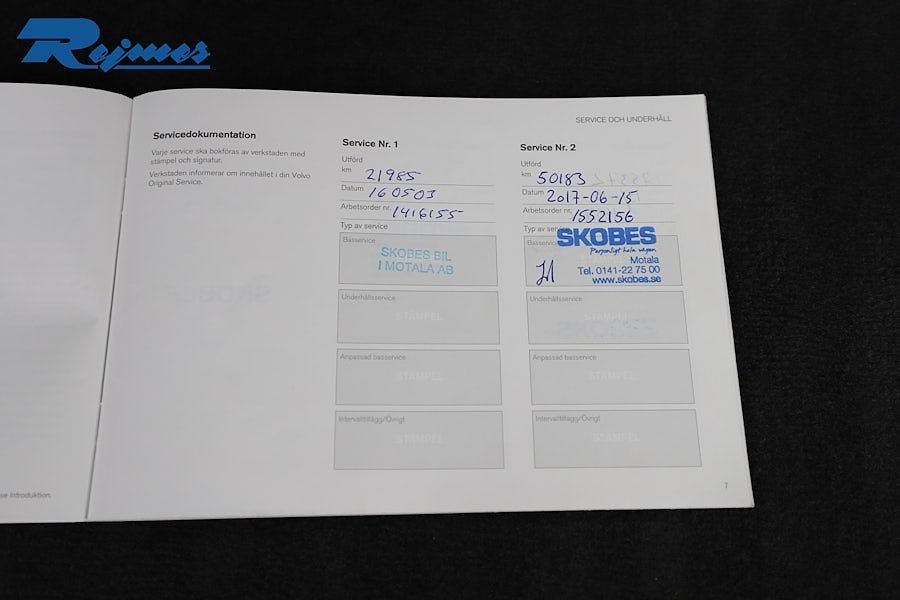 Rejmes
SERVICE OCH UNDERHÅLL
Servicedokumentation
Varje service ska bokföras av verkstaden med
stämpel och signatur.
Verkstaden informerar om innehållet i din Volvo
Original Service.
Service Nr. 1
Utförd
km 21985
Datum 160503
Arbetsorder nr. 1416155
Typ av service
Basservice
SKOBES BIL
I MOTALA AB
Underhållsservice
STÄMPEL
Anpassad basservice
STÄMPEL
Intervalltillägg/Övrigt
STÄMPEL
Service Nr. 2
Utförd
km 50183
Datum 2017-06-15
Arbetsorder nr. 1552156
Typ av service
Basservice
SKOBES
Personligt hela vägen
Motala
Tel. 0141-22 75 00
www.skobes.se
Underhållsservice
STÄMPEL
Anpassad basservice
STÄMPEL
Intervalltillägg/Övrigt
STÄMPEL
7
se Introduktion.